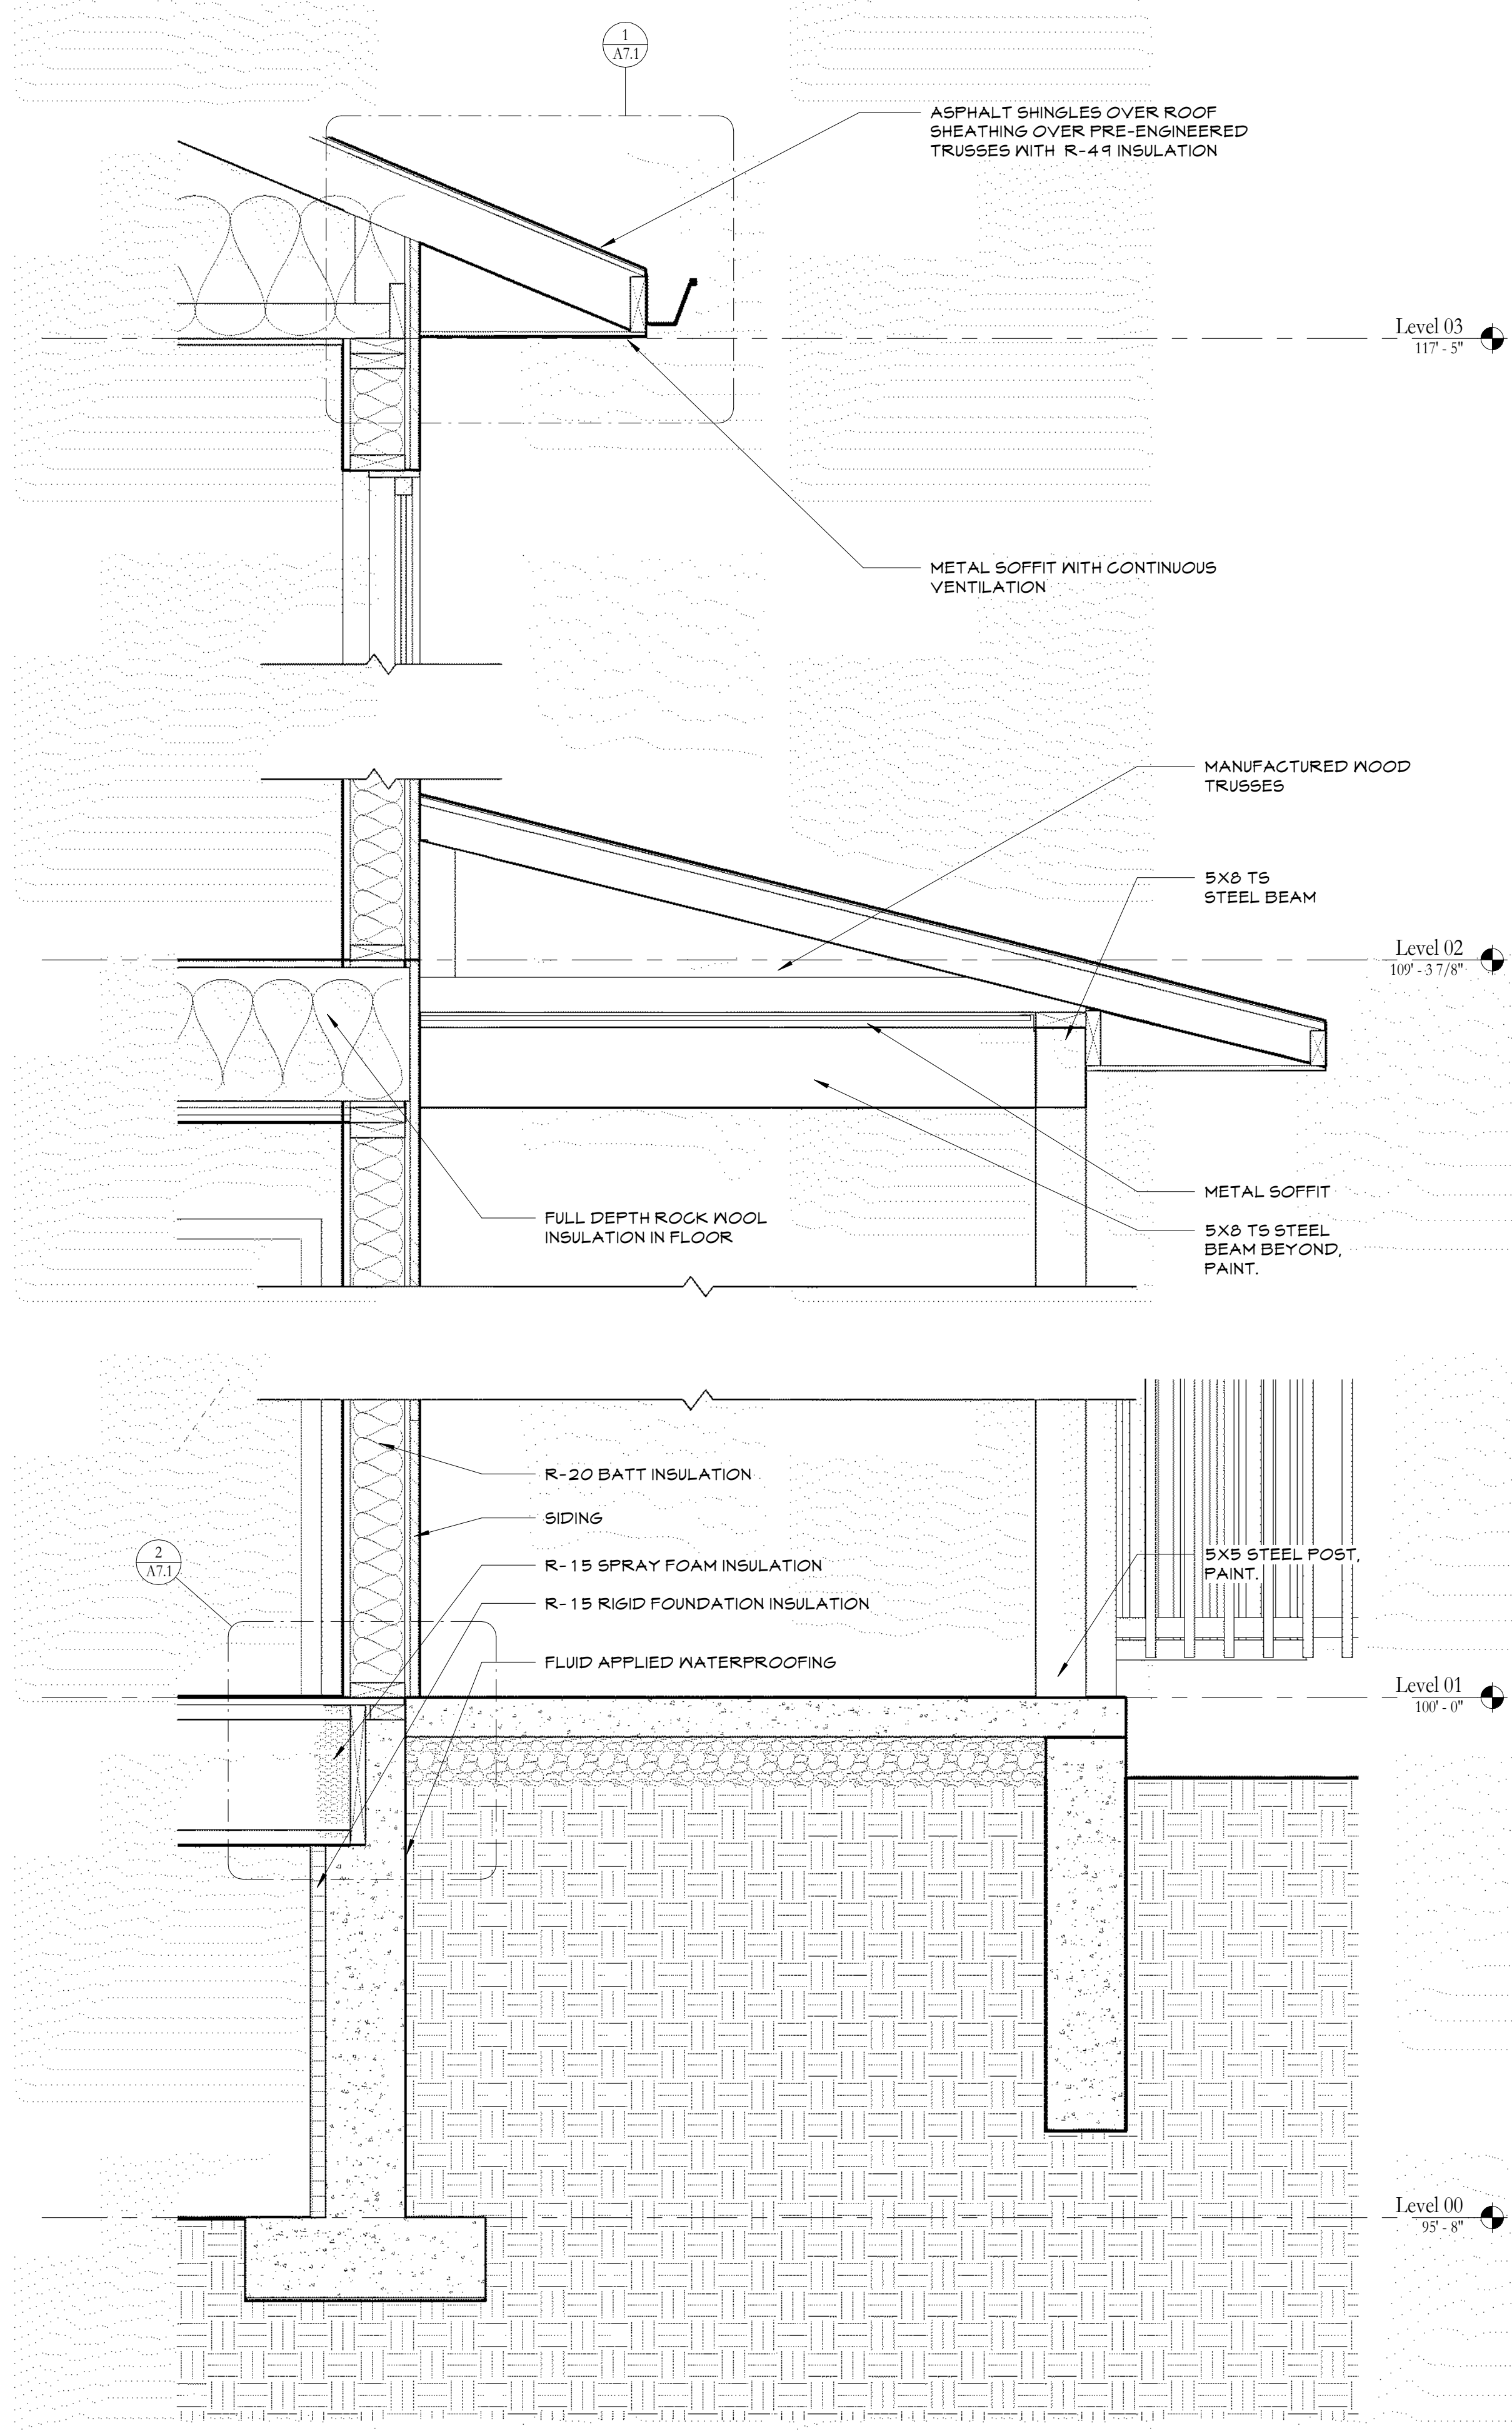 1
A7.1
ASPHALT SHINGLES OVER ROOF
SHEATHING OVER PRE-ENGINEERED
TRUSSES WITH R-49 INSULATION
Level 03
117' - 5"
METAL SOFFIT WITH CONTINUOUS
VENTILATION
MANUFACTURED WOOD
TRUSSES
5X8 TS
STEEL BEAM
Level 02
109' - 3 7/8"
METAL SOFFIT
FULL DEPTH ROCK WOOL
INSULATION IN FLOOR
5X8 TS STEEL
BEAM BEYOND,
PAINT.
R-20 BATT INSULATION
SIDING
2
A7.1
R-15 SPRAY FOAM INSULATION
5X5 STEEL POST,
PAINT.
R-15 RIGID FOUNDATION INSULATION
FLUID APPLIED WATERPROOFING
Level 01
100' - 0"
Level 00
95' - 8"